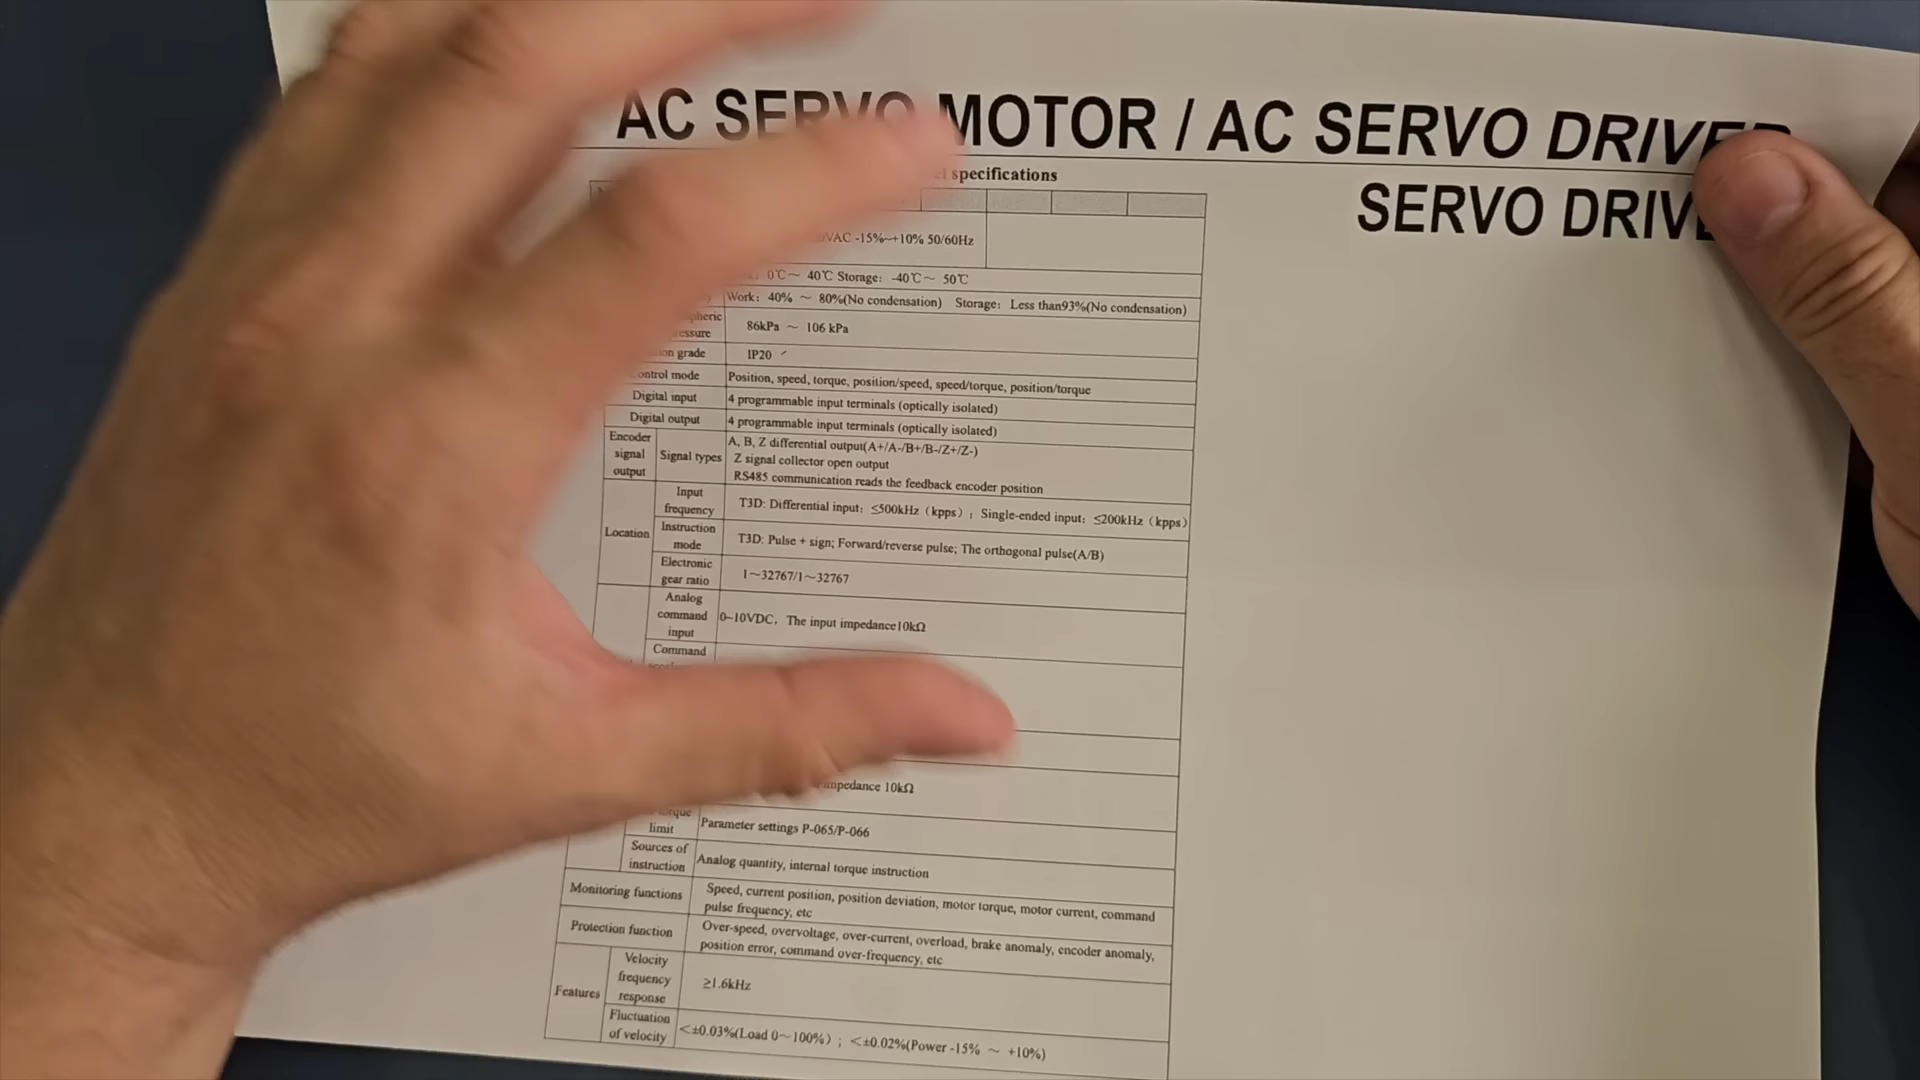 AC SERVO MOTOR / AC SERVO DRIVER
SERVO
specifications
-15%~+10% 50/60Hz
0℃～ 40℃ Storage: -40℃～ 50℃
Work: 40% ～ 80%(No condensation) Storage: Less than93%(No condensation)
86kPa ～ 106 kPa
grade IP20
mode Position, speed, torque, position/speed, speed/torque, position/torque
Digital input 4 programmable input terminals (optically isolated)
Digital output 4 programmable input terminals (optically isolated)
Encoder
signal
output
Signal types
A, B, Z differential output(A+/A-/B+/B-/Z+/Z-)
Z signal collector open output
RS485 communication reads the feedback encoder position
Location
Input
frequency
T3D: Differential input: ≤500kHz (kpps) ; Single-ended input: ≤200kHz (kpps)
Instruction
mode
T3D: Pulse + sign; Forward/reverse pulse; The orthogonal pulse(A/B)
Electronic
gear ratio
1～32767/1～32767
Analog
command
input
0~10VDC, The input impedance10kΩ
Command
impedance 10kΩ
limit
Parameter settings P-065/P-066
Sources of
instruction
Analog quantity, internal torque instruction
Monitoring functions
Speed, current position, position deviation, motor torque, motor current, command
pulse frequency, etc
Protection function
Over-speed, overvoltage, over-current, overload, brake anomaly, encoder anomaly,
position error, command over-frequency, etc
Features
Velocity
frequency
response
≥1.6kHz
Fluctuation
of velocity
<±0.03%(Load 0～100%) ; <±0.02%(Power -15% ～ +10%)